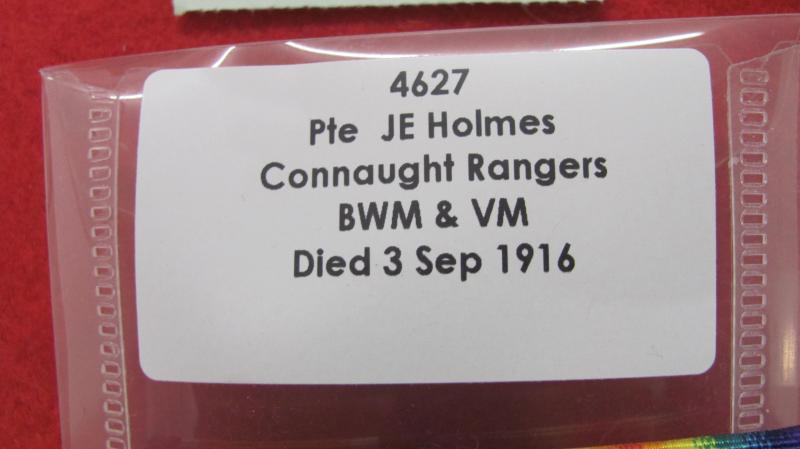 4627
Pte JE Holmes
Connaught Rangers
BWM & VM
Died 3 Sep 1916